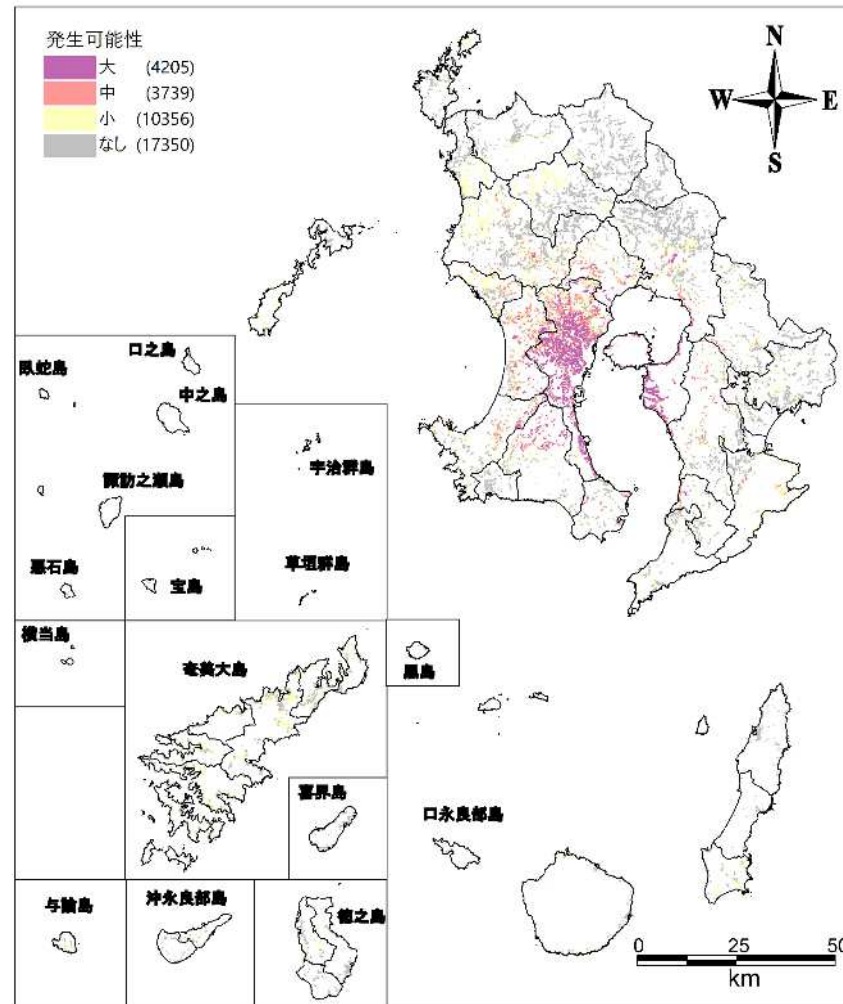 発生可能性
大 (4205)
中 (3739)
小 (10356)
なし (17350)
N
W E
S
口之島
臥蛇島
中之島
諏訪之瀬島
悪石島
宝島
宇治群島
草垣群島
横当島
奄美大島
黒島
喜界島
口永良部島
与論島
沖永良部島
徳之島
0 25 50
km